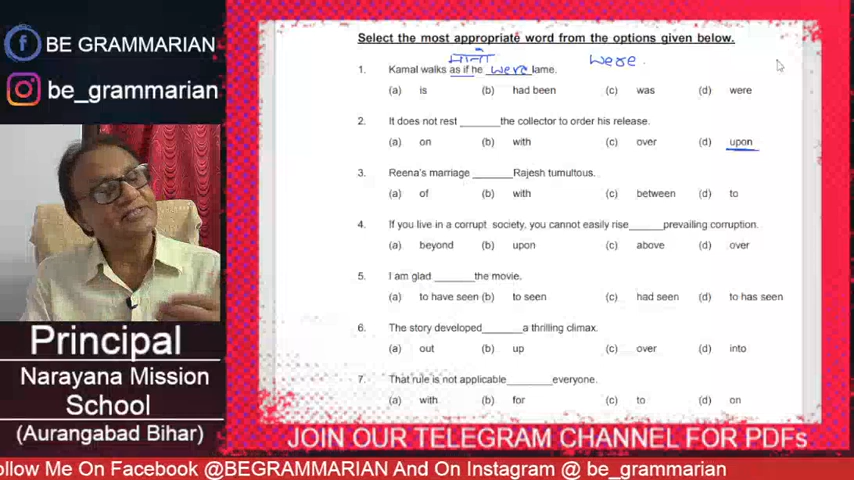 BE GRAMMARIAN
be_grammarian
Select the most appropriate word from the options given below.
मानो
were.
1. Kamal walks as if he were lame.
(a) is (b) had been (c) was (d) were
2. It does not rest ________the collector to order his release.
(a) on (b) with (c) over (d) upon
3. Reena's marriage ________Rajesh tumultous.
(a) of (b) with (c) between (d) to
4. If you live in a corrupt society, you cannot easily rise______prevailing corruption.
(a) beyond (b) upon (c) above (d) over
5. I am glad ________the movie.
(a) to have seen (b) to seen (c) had seen (d) to has seen
6. The story developed________a thrilling climax.
(a) out (b) up (c) over (d) into
7. That rule is not applicable_________everyone.
(a) with (b) for (c) to (d) on
Principal
Narayana Mission
School
(Aurangabad Bihar)
JOIN OUR TELEGRAM CHANNEL FOR PDFs
ollow Me On Facebook @BEGRAMMARIAN And On Instagram @ be_grammarian